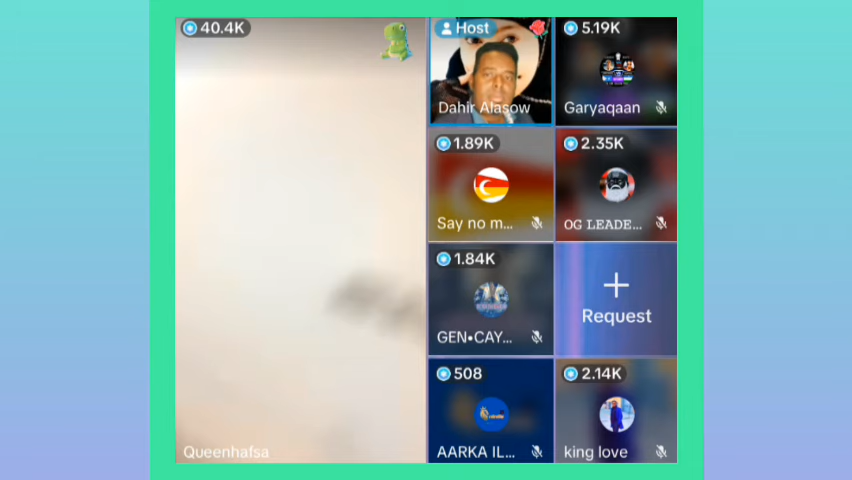 40.4K
Queenhafsa
Host
Dahir Alasow
5.19K
Garyaqaan
1.89K
Say no m...
2.35K
OG LEADE...
1.84K
GEN•CAY...
Request
508
AARKA IL...
2.14K
king love